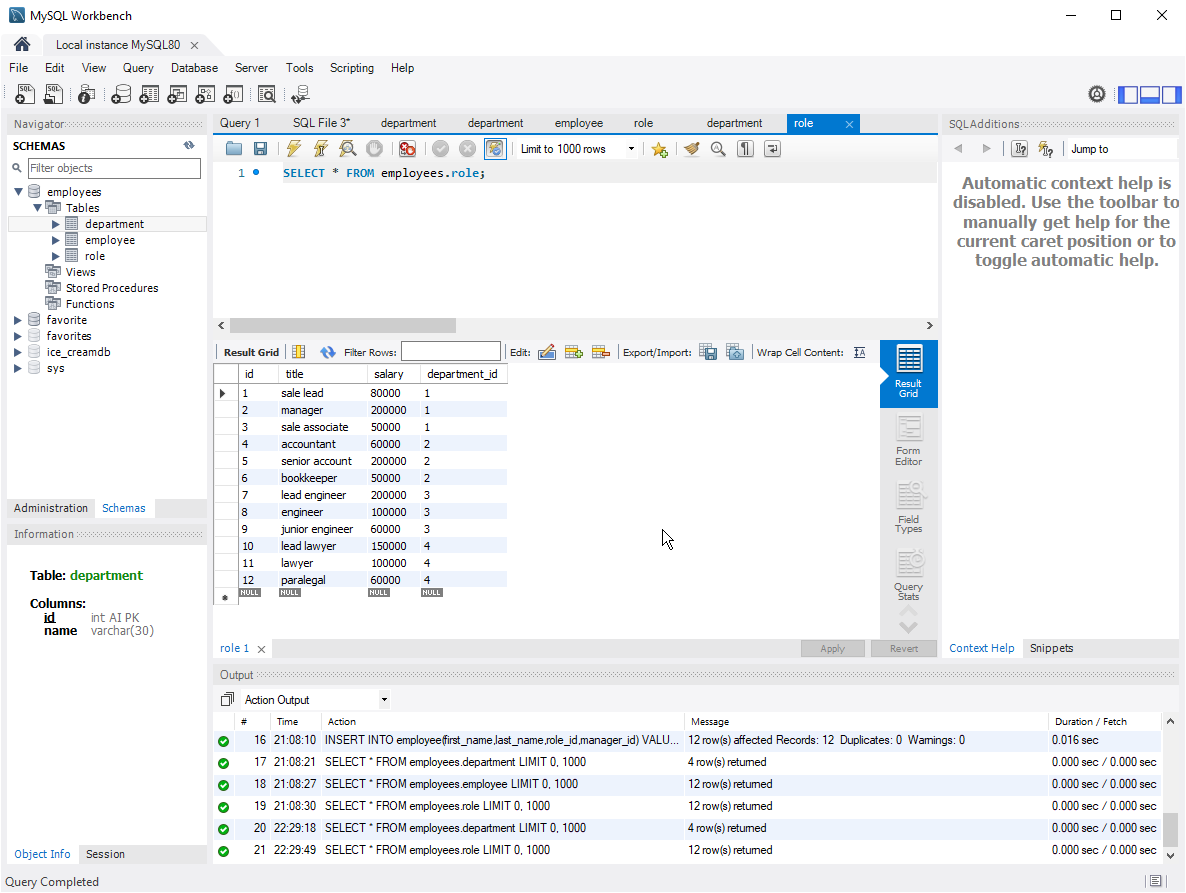 MySQL Workbench
Local instance MySQL80
File Edit View Query Database Server Tools Scripting Help
Navigator
SCHEMAS
Filter objects
employees
Tables
department
employee
role
Views
Stored Procedures
Functions
favorite
favorites
ice_creamdb
sys
Administration Schemas
Information
Table: department
Columns:
id int AI PK
name varchar(30)
Object Info Session
Query 1 SQL File 3* department department employee role department role
Limit to 1000 rows
1 SELECT * FROM employees.role;
Result Grid Filter Rows: Edit: Export/Import: Wrap Cell Content:
id title salary department_id
1 sale lead 80000 1
2 manager 200000 1
3 sale associate 50000 1
4 accountant 60000 2
5 senior account 200000 2
6 bookkeeper 50000 2
7 lead engineer 200000 3
8 engineer 100000 3
9 junior engineer 60000 3
10 lead lawyer 150000 4
11 lawyer 100000 4
12 paralegal 60000 4
NULL NULL NULL NULL
Result
Grid
Form
Editor
Field
Types
Query
Stats
role 1 Apply Revert
SQLAdditions
Jump to
Automatic context help is
disabled. Use the toolbar to
manually get help for the
current caret position or to
toggle automatic help.
Context Help Snippets
Output
Action Output
# Time Action Message Duration / Fetch
16 21:08:10 INSERT INTO employee(first_name,last_name,role_id,manager_id) VALU... 12 row(s) affected Records: 12 Duplicates: 0 Warnings: 0 0.016 sec
17 21:08:21 SELECT * FROM employees.department LIMIT 0, 1000 4 row(s) returned 0.000 sec / 0.000 sec
18 21:08:27 SELECT * FROM employees.employee LIMIT 0, 1000 12 row(s) returned 0.000 sec / 0.000 sec
19 21:08:30 SELECT * FROM employees.role LIMIT 0, 1000 12 row(s) returned 0.000 sec / 0.000 sec
20 22:29:18 SELECT * FROM employees.department LIMIT 0, 1000 4 row(s) returned 0.000 sec / 0.000 sec
21 22:29:49 SELECT * FROM employees.role LIMIT 0, 1000 12 row(s) returned 0.000 sec / 0.000 sec
Query Completed